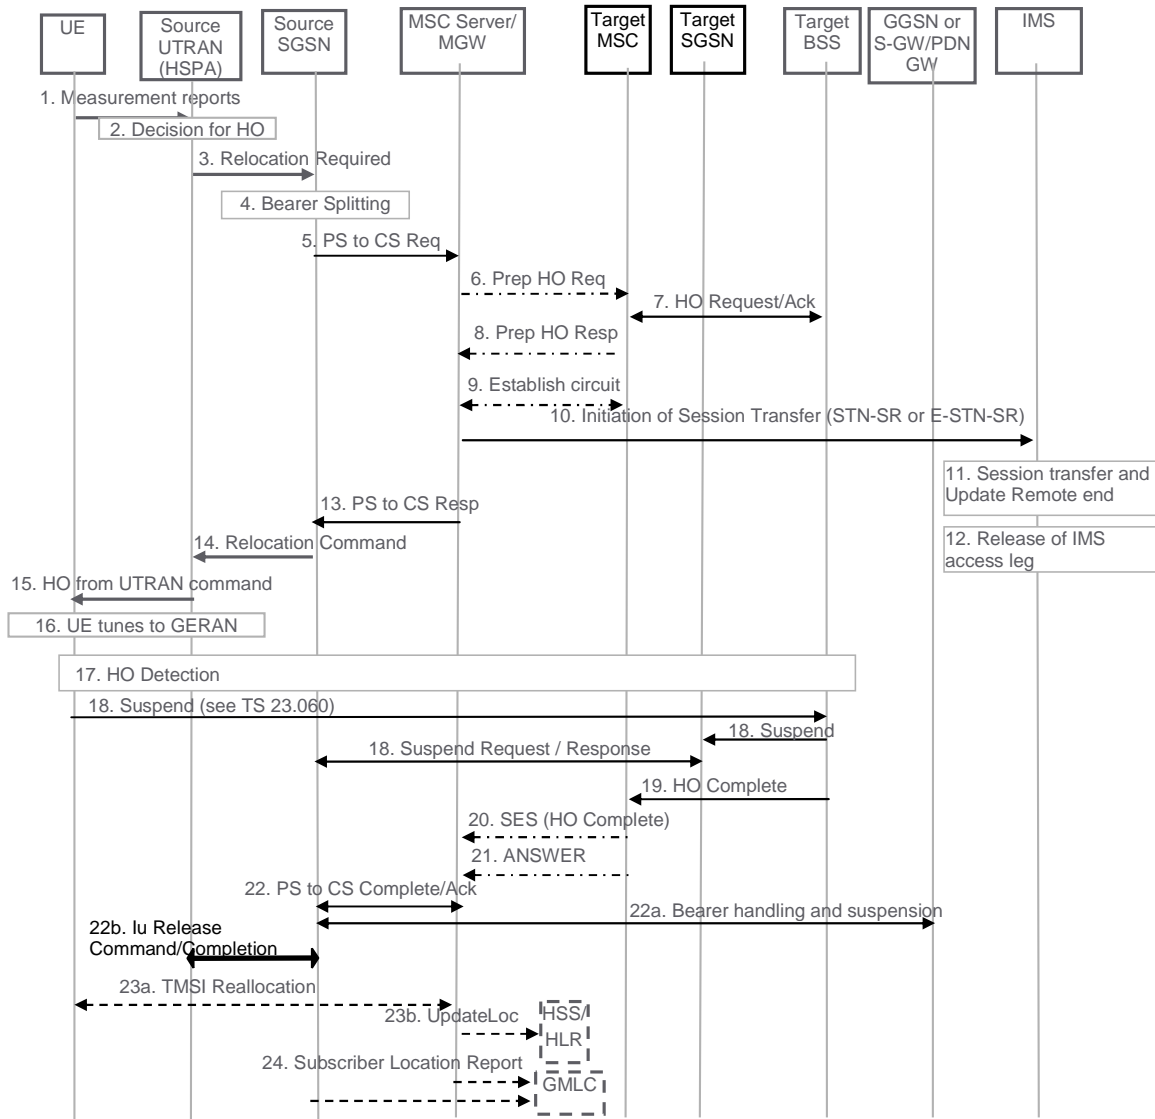 UE
Source
UTRAN
(HSPA)
Source
SGSN
MSC Server/
MGW
Target
MSC
Target
SGSN
Target
BSS
GGSN or
S-GW/PDN
GW
IMS
1. Measurement reports
2. Decision for HO
3. Relocation Required
4. Bearer Splitting
5. PS to CS Req
6. Prep HO Req
7. HO Request/Ack
8. Prep HO Resp
9. Establish circuit
10. Initiation of Session Transfer (STN-SR or E-STN-SR)
11. Session transfer and
Update Remote end
12. Release of IMS
access leg
13. PS to CS Resp
14. Relocation Command
15. HO from UTRAN command
16. UE tunes to GERAN
17. HO Detection
18. Suspend (see TS 23.060)
18. Suspend
18. Suspend Request / Response
19. HO Complete
20. SES (HO Complete)
21. ANSWER
22. PS to CS Complete/Ack
22a. Bearer handling and suspension
22b. Iu Release
Command/Completion
23a. TMSI Reallocation
23b. UpdateLoc
HSS/
HLR
24. Subscriber Location Report
GMLC